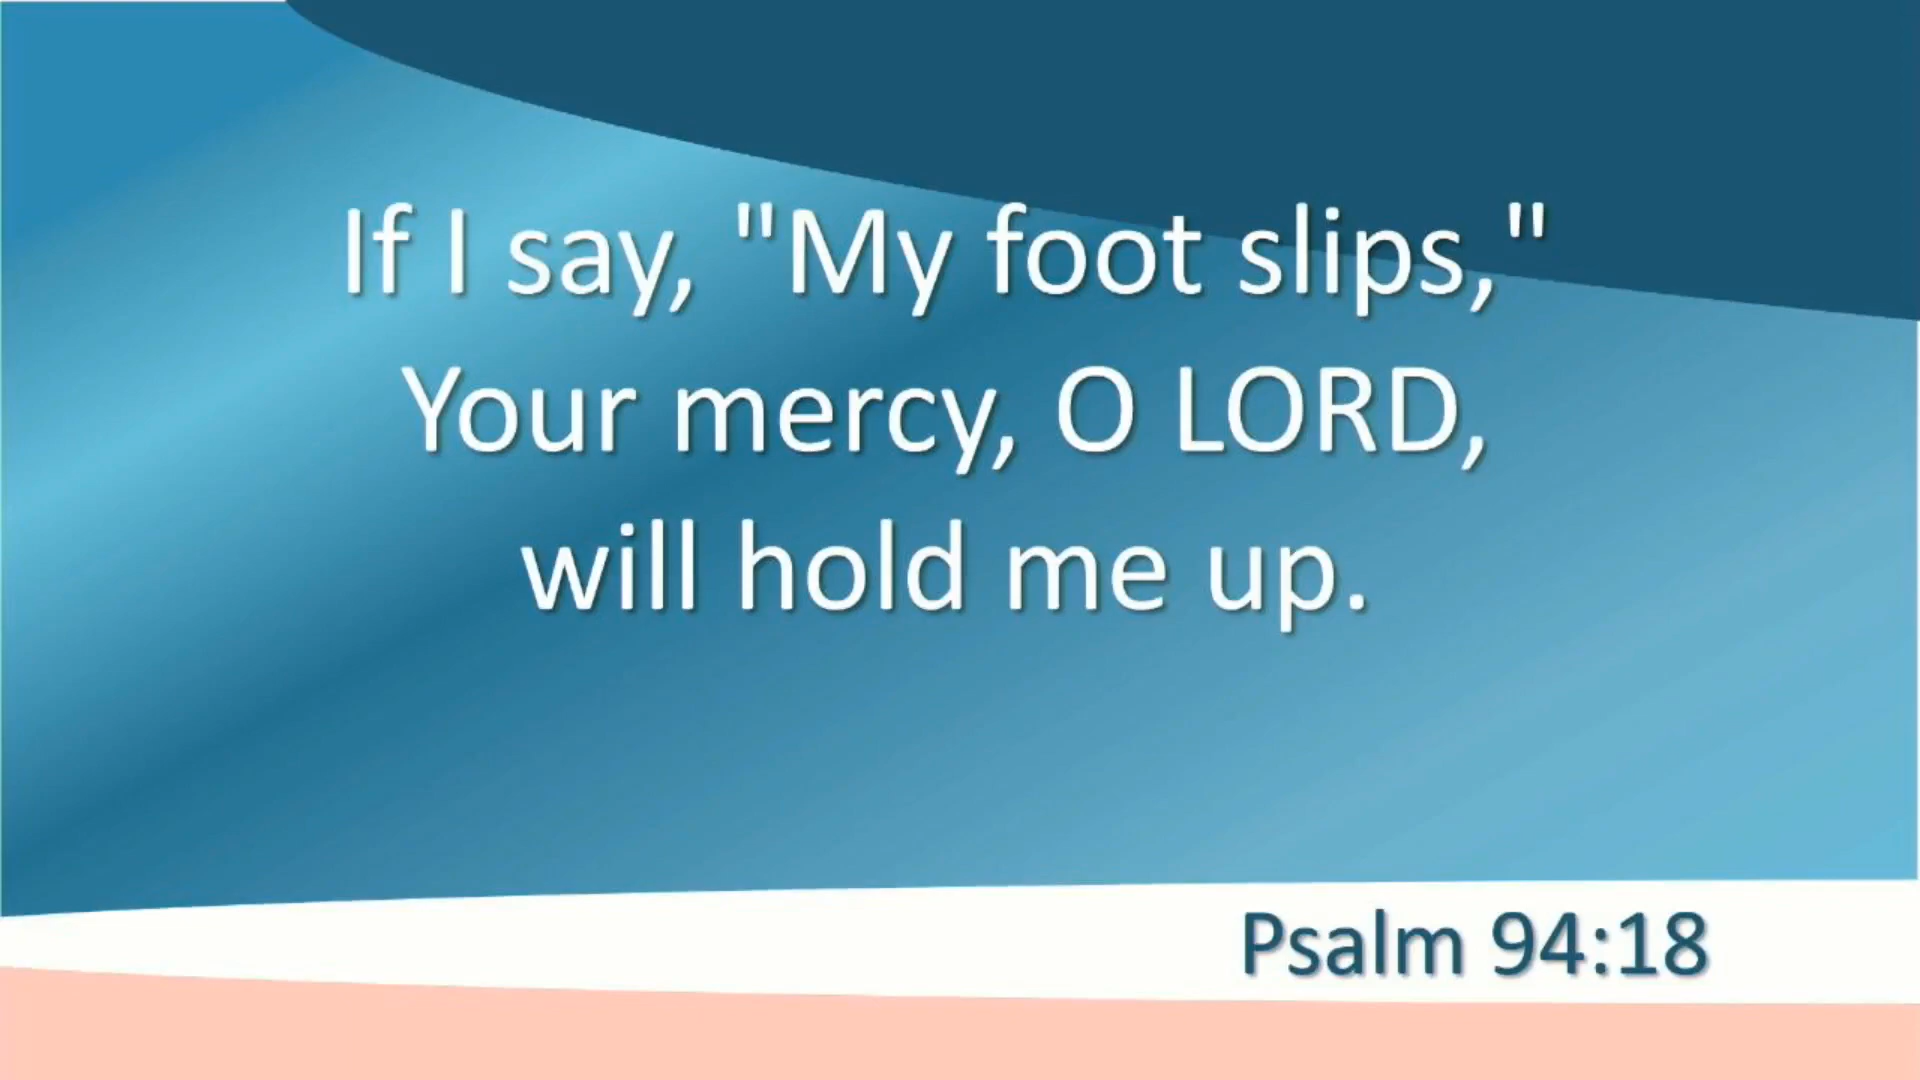 If I say, "My foot slips,"
Your mercy, O LORD,
will hold me up.
Psalm 94:18